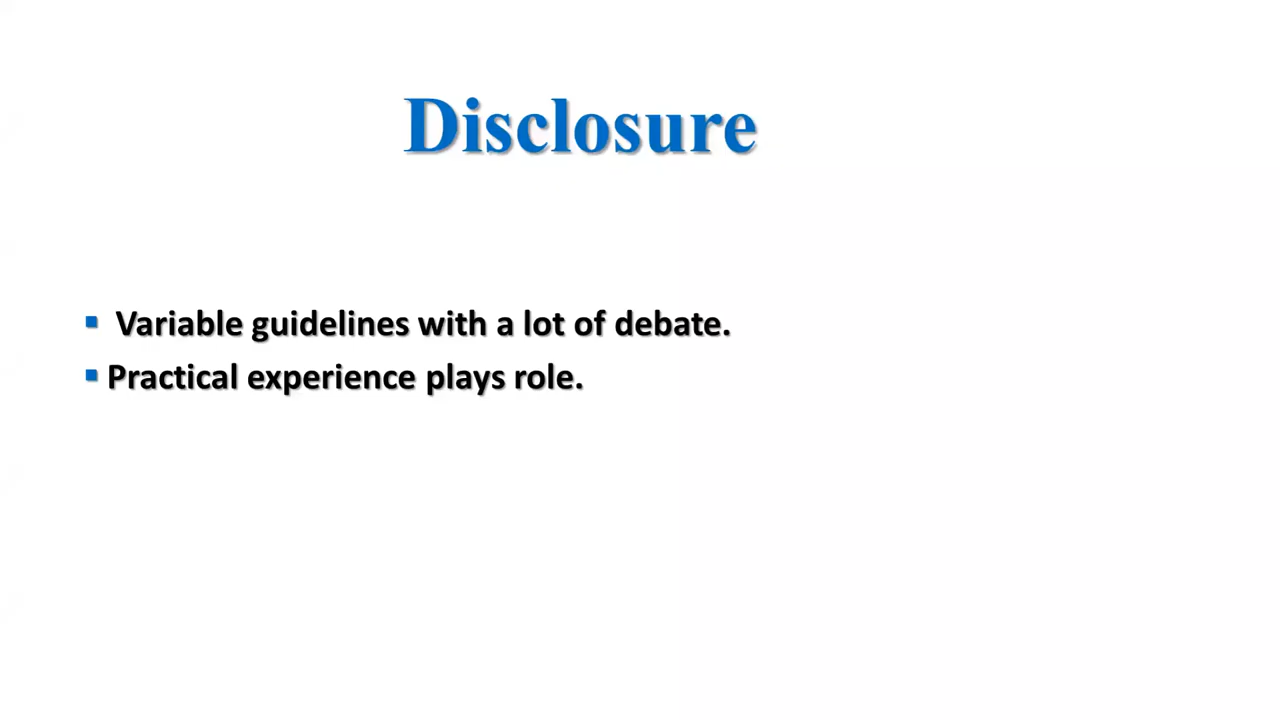 Disclosure
▪ Variable guidelines with a lot of debate.
▪ Practical experience plays role.